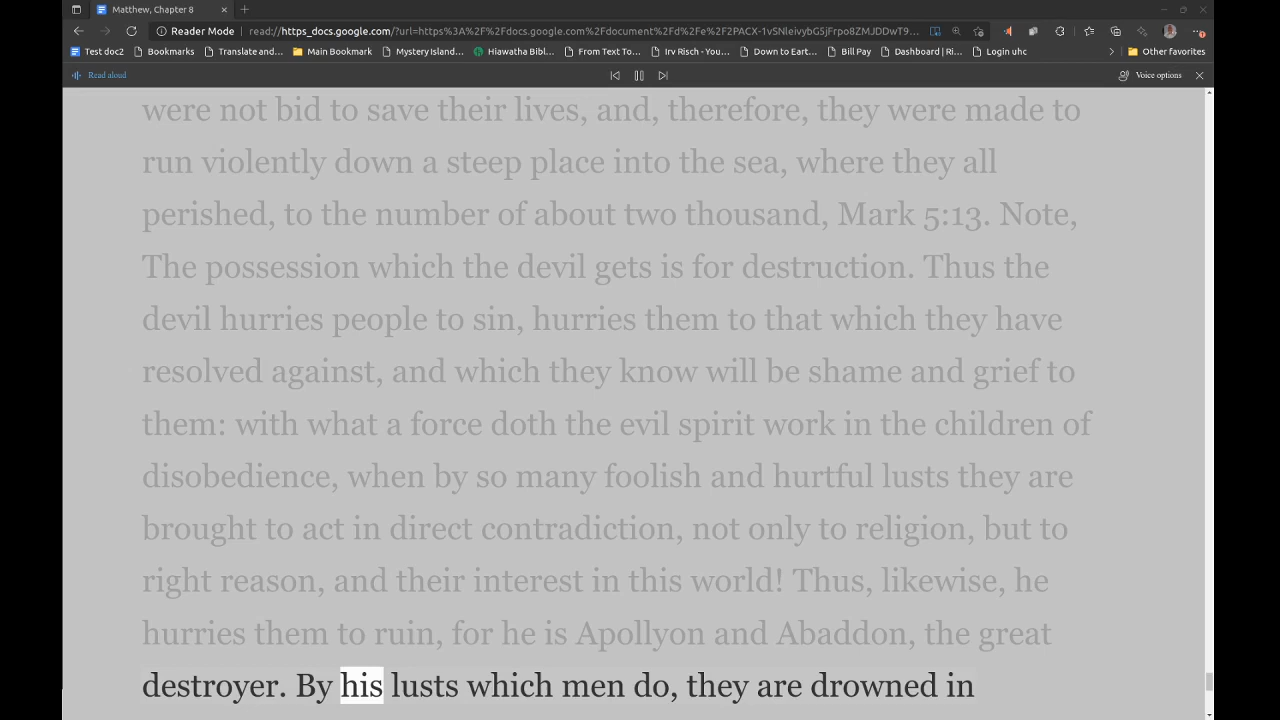 Matthew, Chapter 8
Reader Mode
read://https_docs.google.com/?url=https%3A%2F%2Fdocs.google.com%2Fdocument%2Fd%2Fe%2F2PACX-1vSNleivybG5jFrpo8ZMJDDwT9...
Test doc2
Bookmarks
Translate and...
Main Bookmark
Mystery Island...
Hiawatha Bibl...
From Text To...
Irv Risch - You...
Down to Eart...
Bill Pay
Dashboard | Ri...
Login uhc
Other favorites
Read aloud
Voice options
were not bid to save their lives, and, therefore, they were made to
run violently down a steep place into the sea, where they all
perished, to the number of about two thousand, Mark 5:13. Note,
The possession which the devil gets is for destruction. Thus the
devil hurries people to sin, hurries them to that which they have
resolved against, and which they know will be shame and grief to
them: with what a force doth the evil spirit work in the children of
disobedience, when by so many foolish and hurtful lusts they are
brought to act in direct contradiction, not only to religion, but to
right reason, and their interest in this world! Thus, likewise, he
hurries them to ruin, for he is Apollyon and Abaddon, the great
destroyer. By his lusts which men do, they are drowned in